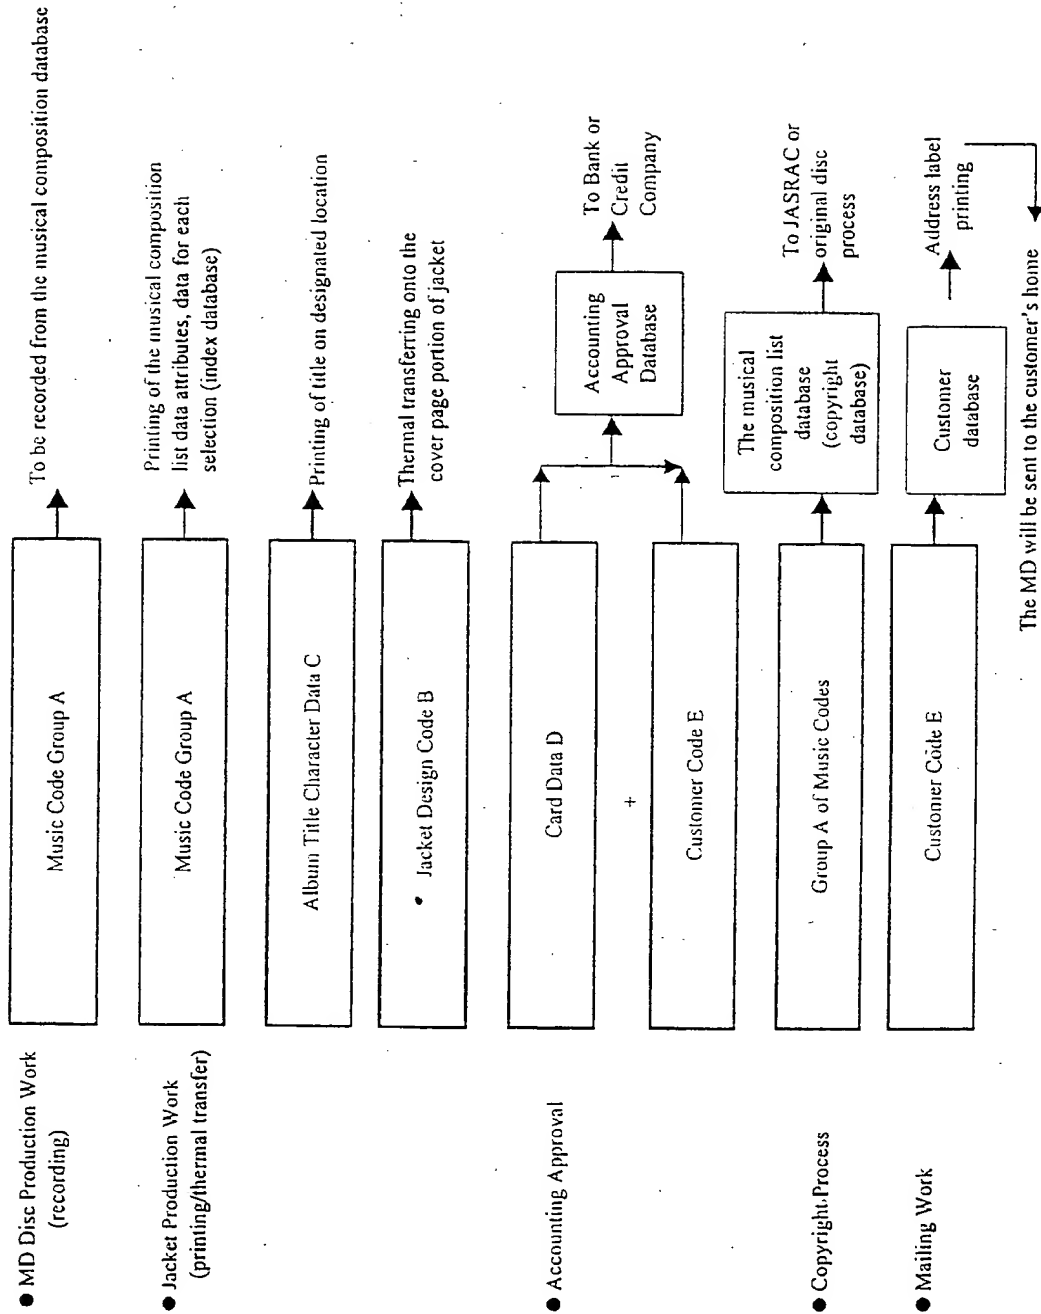 ● MD Disc Production Work
(recording)
Music Code Group A
To be recorded from the musical composition database
● Jacket Production Work
(printing/thermal transfer)
Music Code Group A
Printing of the musical composition
list data attributes, data for each
selection (index database)
Album Title Character Data C
Printing of title on designated location
Jacket Design Code B
Thermal transferring onto the
cover page portion of jacket
● Accounting Approval
Card Data D
+
Customer Code E
Accounting
Approval
Database
To Bank or
Credit
Company
● Copyright Process
Group A of Music Codes
The musical
composition list
database
(copyright
database)
To JASRAC or
original disc
process
● Mailing Work
Customer Code E
Customer
database
Address label
printing
The MD will be sent to the customer's home